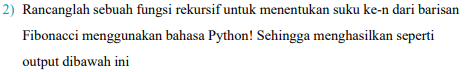 2) Rancanglah sebuah fungsi rekursif untuk menentukan suku ke-n dari barisan
Fibonacci menggunakan bahasa Python! Sehingga menghasilkan seperti
output dibawah ini